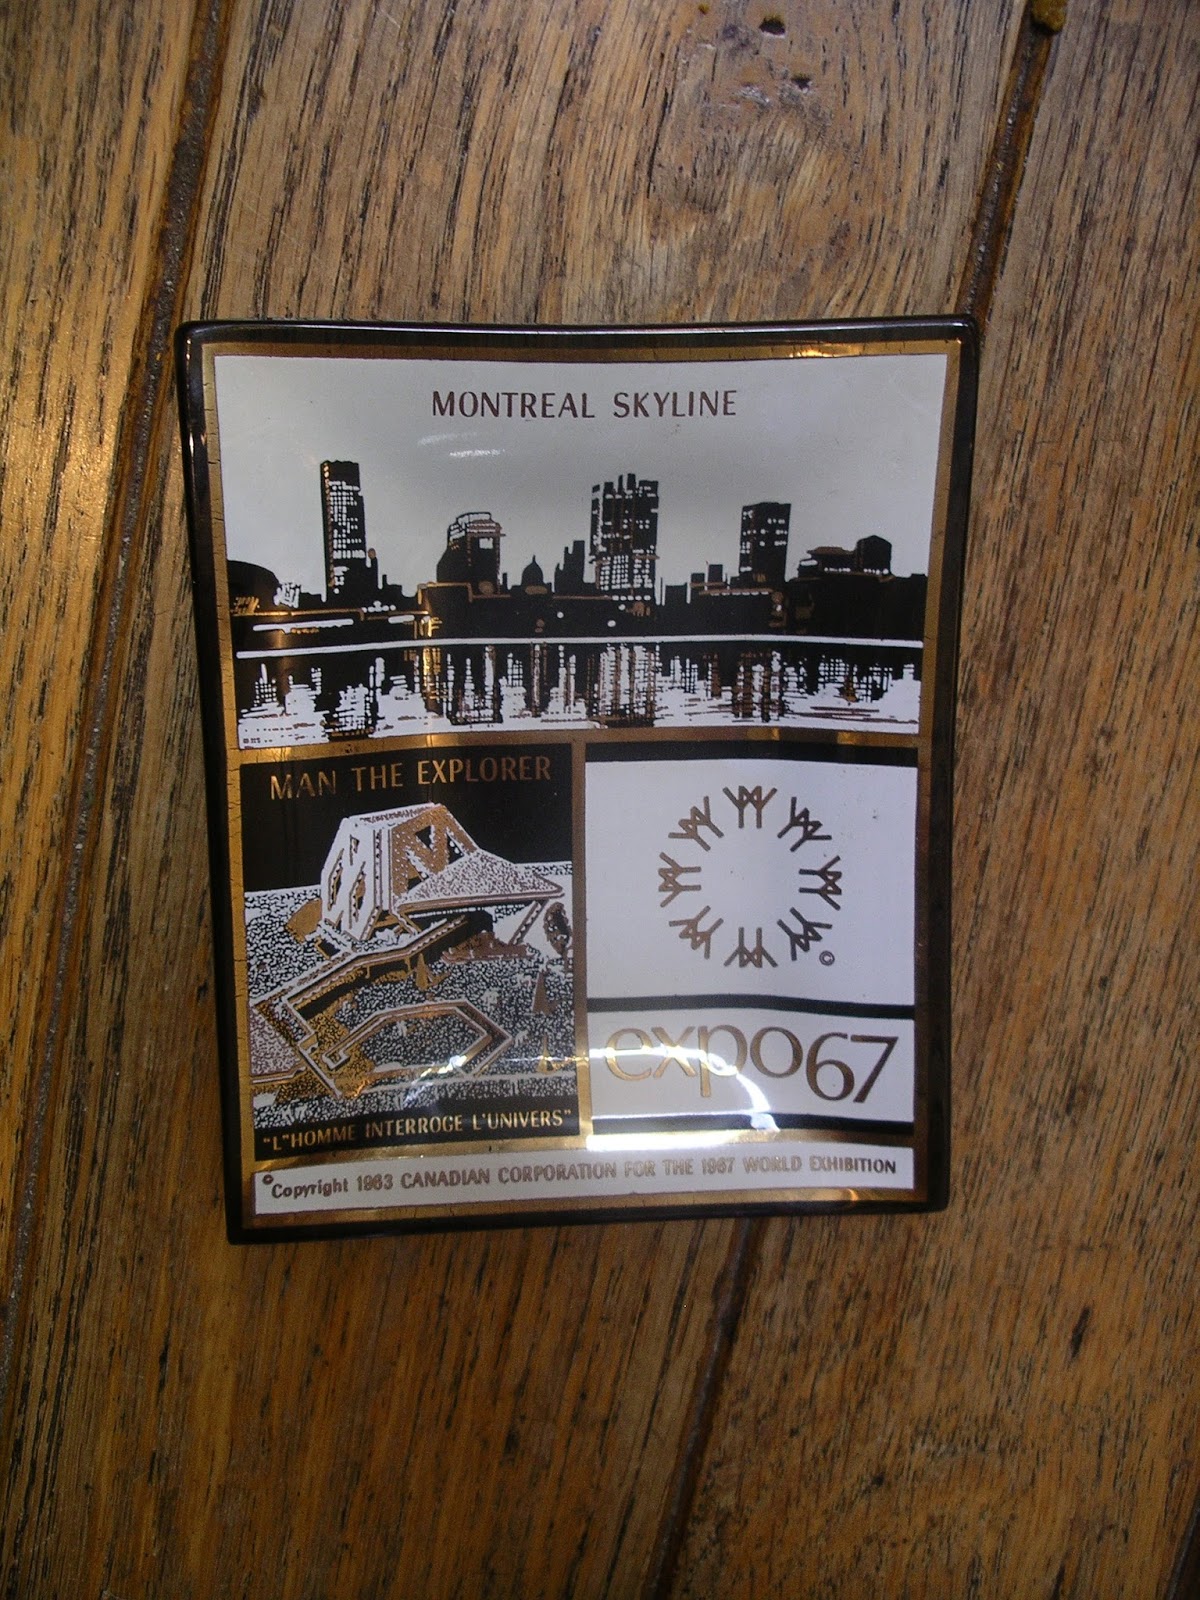 MONTREAL SKYLINE
MAN THE EXPLORER
"L"HOMME INTERROGE L'UNIVERS"
©
expo67
©Copyright 1963 CANADIAN CORPORATION FOR THE 1967 WORLD EXHIBITION